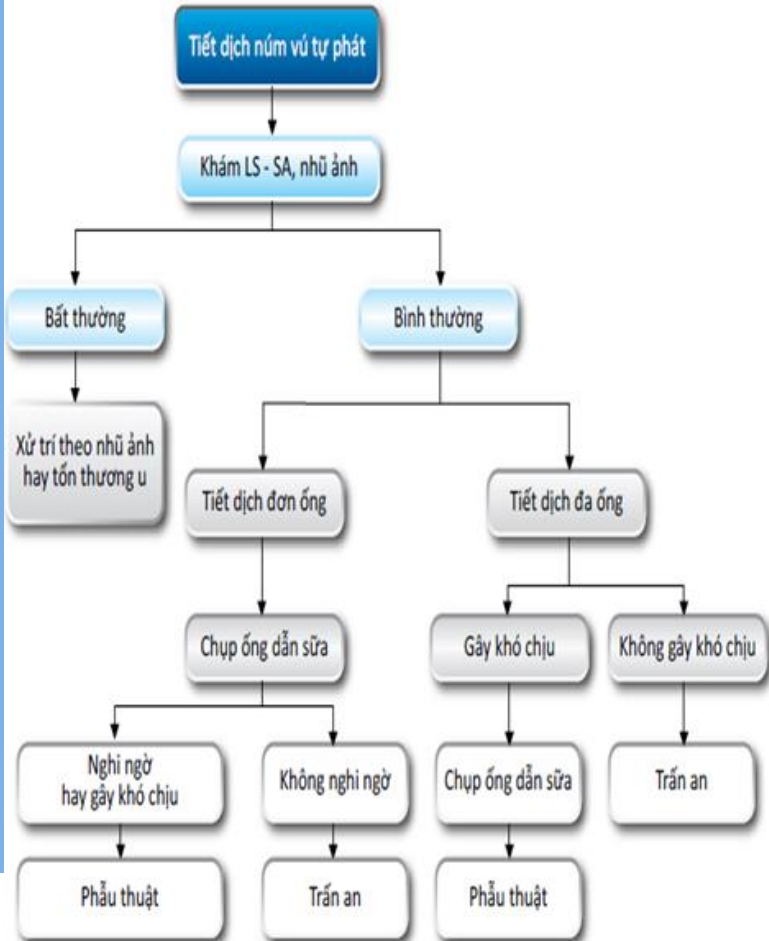 Tiết dịch núm vú tự phát
Khám LS - SA, nhũ ảnh
Bất thường
Bình thường
Xử trí theo nhũ ảnh
hay tổn thương u
Tiết dịch đơn ống
Tiết dịch đa ống
Chụp ống dẫn sữa
Gây khó chịu
Không gây khó chịu
Nghi ngờ
hay gây khó chịu
Không nghi ngờ
Chụp ống dẫn sữa
Trấn an
Phẫu thuật
Trấn an
Phẫu thuật